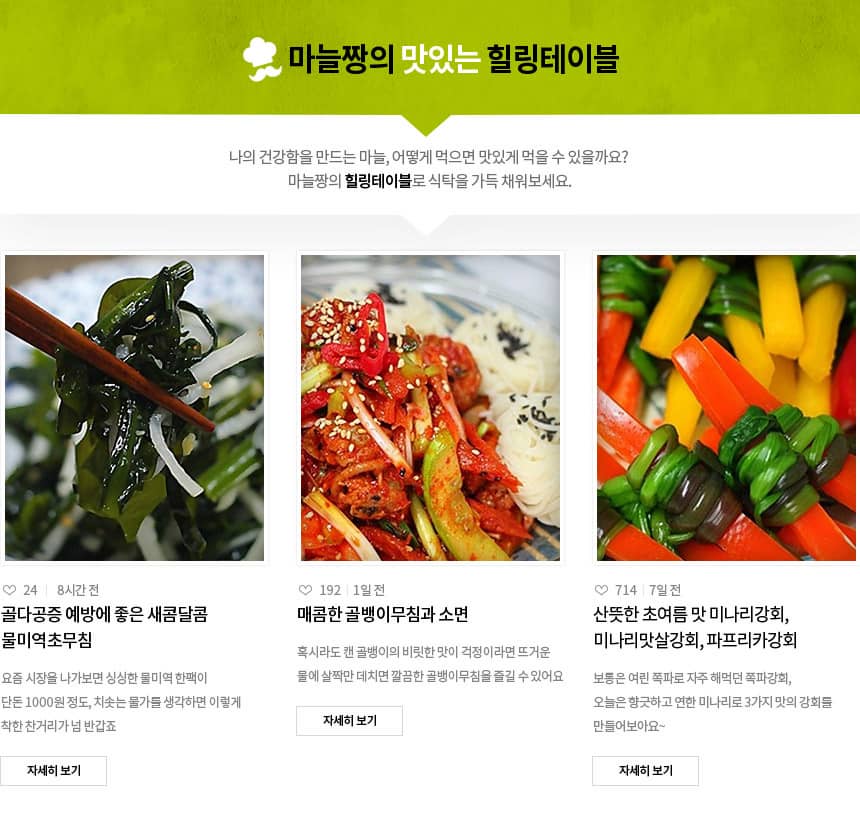 마늘짱의 맛있는 힐링테이블
나의 건강함을 만드는 마늘, 어떻게 먹으면 맛있게 먹을 수 있을까요?
마늘짱의 힐링테이블로 식탁을 가득 채워보세요.
24 8시간 전
골다공증 예방에 좋은 새콤달콤
물미역초무침
요즘 시장을 나가보면 싱싱한 물미역 한팩이
단돈 1000원 정도, 치솟는 물가를 생각하면 이렇게
착한 찬거리가 넘 반갑죠
자세히 보기
192 1일 전
매콤한 골뱅이무침과 소면
혹시라도 캔 골뱅이의 비릿한 맛이 걱정이라면 뜨거운
물에 살짝만 데치면 깔끔한 골뱅이무침을 즐길 수 있어요
자세히 보기
714 7일 전
산뜻한 초여름 맛 미나리강회,
미나리맛살강회, 파프리카강회
보통은 여린 쪽파로 자주 해먹던 쪽파강회,
오늘은 향긋하고 연한 미나리로 3가지 맛의 강회를
만들어보아요~
자세히 보기